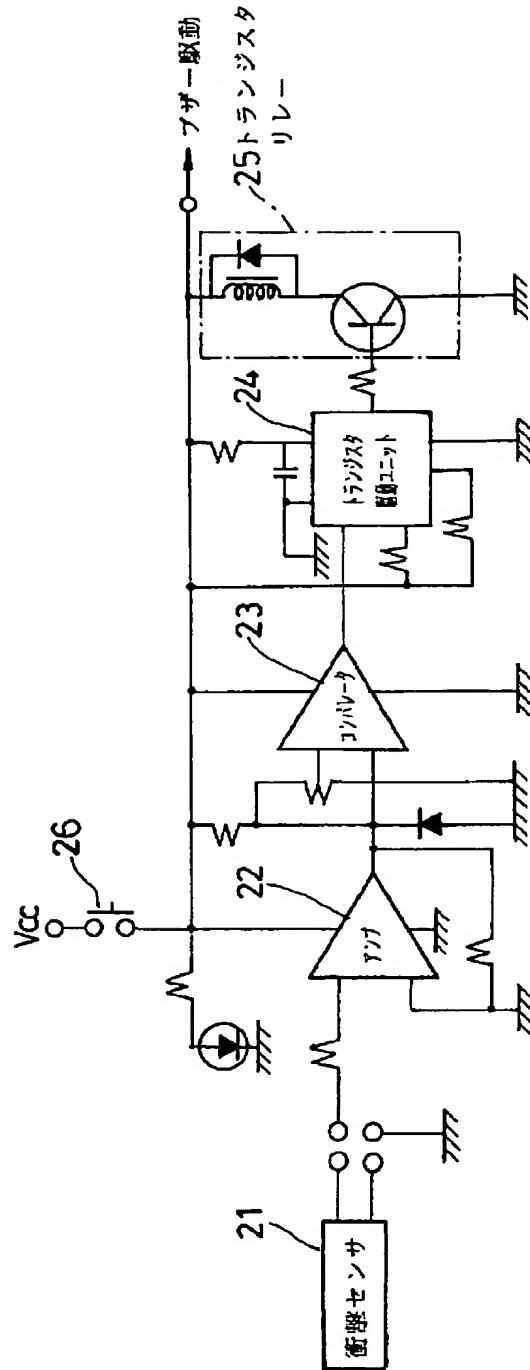 Vcc
26
ブザー駆動
25トランジスタ
リレー
24
トランジスタ
駆動ユニット
23
コンパレータ
22
アンプ
21
衝撃センサ